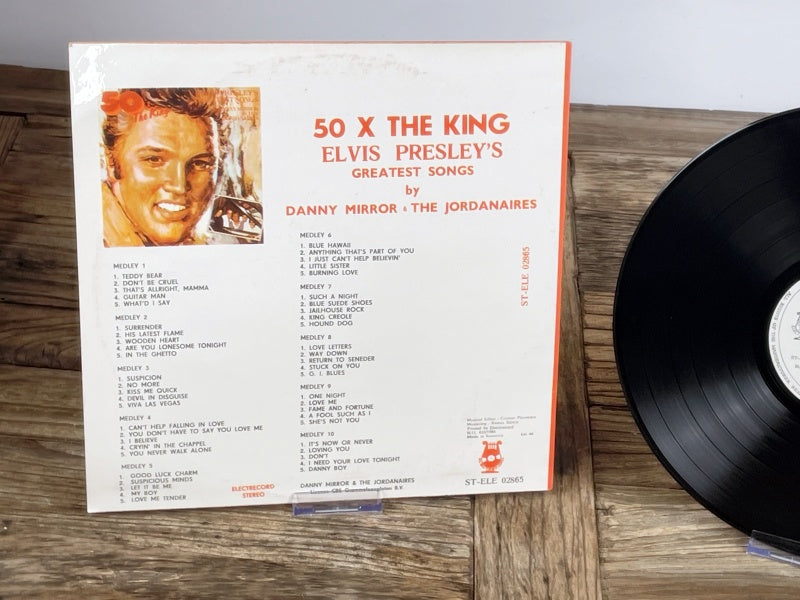 50
The King
50 X THE KING
ELVIS PRESLEY'S
GREATEST SONGS
by
DANNY MIRROR & THE JORDANAIRES
MEDLEY 1
1. TEDDY BEAR
2. DON'T BE CRUEL
3. THAT'S ALLRIGHT, MAMMA
4. GUITAR MAN
5. WHAT'D I SAY
MEDLEY 2
1. SURRENDER
2. HIS LATEST FLAME
3. WOODEN HEART
4. ARE YOU LONESOME TONIGHT
5. IN THE GHETTO
MEDLEY 3
1. SUSPICION
2. NO MORE
3. KISS ME QUICK
4. DEVIL IN DISGUISE
5. VIVA LAS VEGAS
MEDLEY 4
1. CAN'T HELP FALLING IN LOVE
2. YOU DON'T HAVE TO SAY YOU LOVE ME
3. I BELIEVE
4. CRYIN' IN THE CHAPPEL
5. YOU NEVER WALK ALONE
MEDLEY 5
1. GOOD LUCK CHARM
2. SUSPICIOUS MINDS
3. LET IT BE ME
4. MY BOY
5. LOVE ME TENDER
MEDLEY 6
1. BLUE HAWAII
2. ANYTHING THAT'S PART OF YOU
3. I JUST CAN'T HELP BELIEVIN'
4. LITTLE SISTER
5. BURNING LOVE
MEDLEY 7
1. SUCH A NIGHT
2. BLUE SUEDE SHOES
3. JAILHOUSE ROCK
4. KING CREOLE
5. HOUND DOG
MEDLEY 8
1. LOVE LETTERS
2. WAY DOWN
3. RETURN TO SENEDER
4. STUCK ON YOU
5. G. I. BLUES
MEDLEY 9
1. ONE NIGHT
2. LOVE ME
3. FAME AND FORTUNE
4. A FOOL SUCH AS I
5. SHE'S NOT YOU
MEDLEY 10
1. IT'S NOW OR NEVER
2. LOVING YOU
3. DON'T
4. I NEED YOUR LOVE TONIGHT
5. DANNY BOY
DANNY MIRROR & THE JORDANAIRES
ELECTRECORD
STEREO
ST-ELE 02865
Printed by Electrecord
Made in Romania
Lei 40
ST-ELE 02865